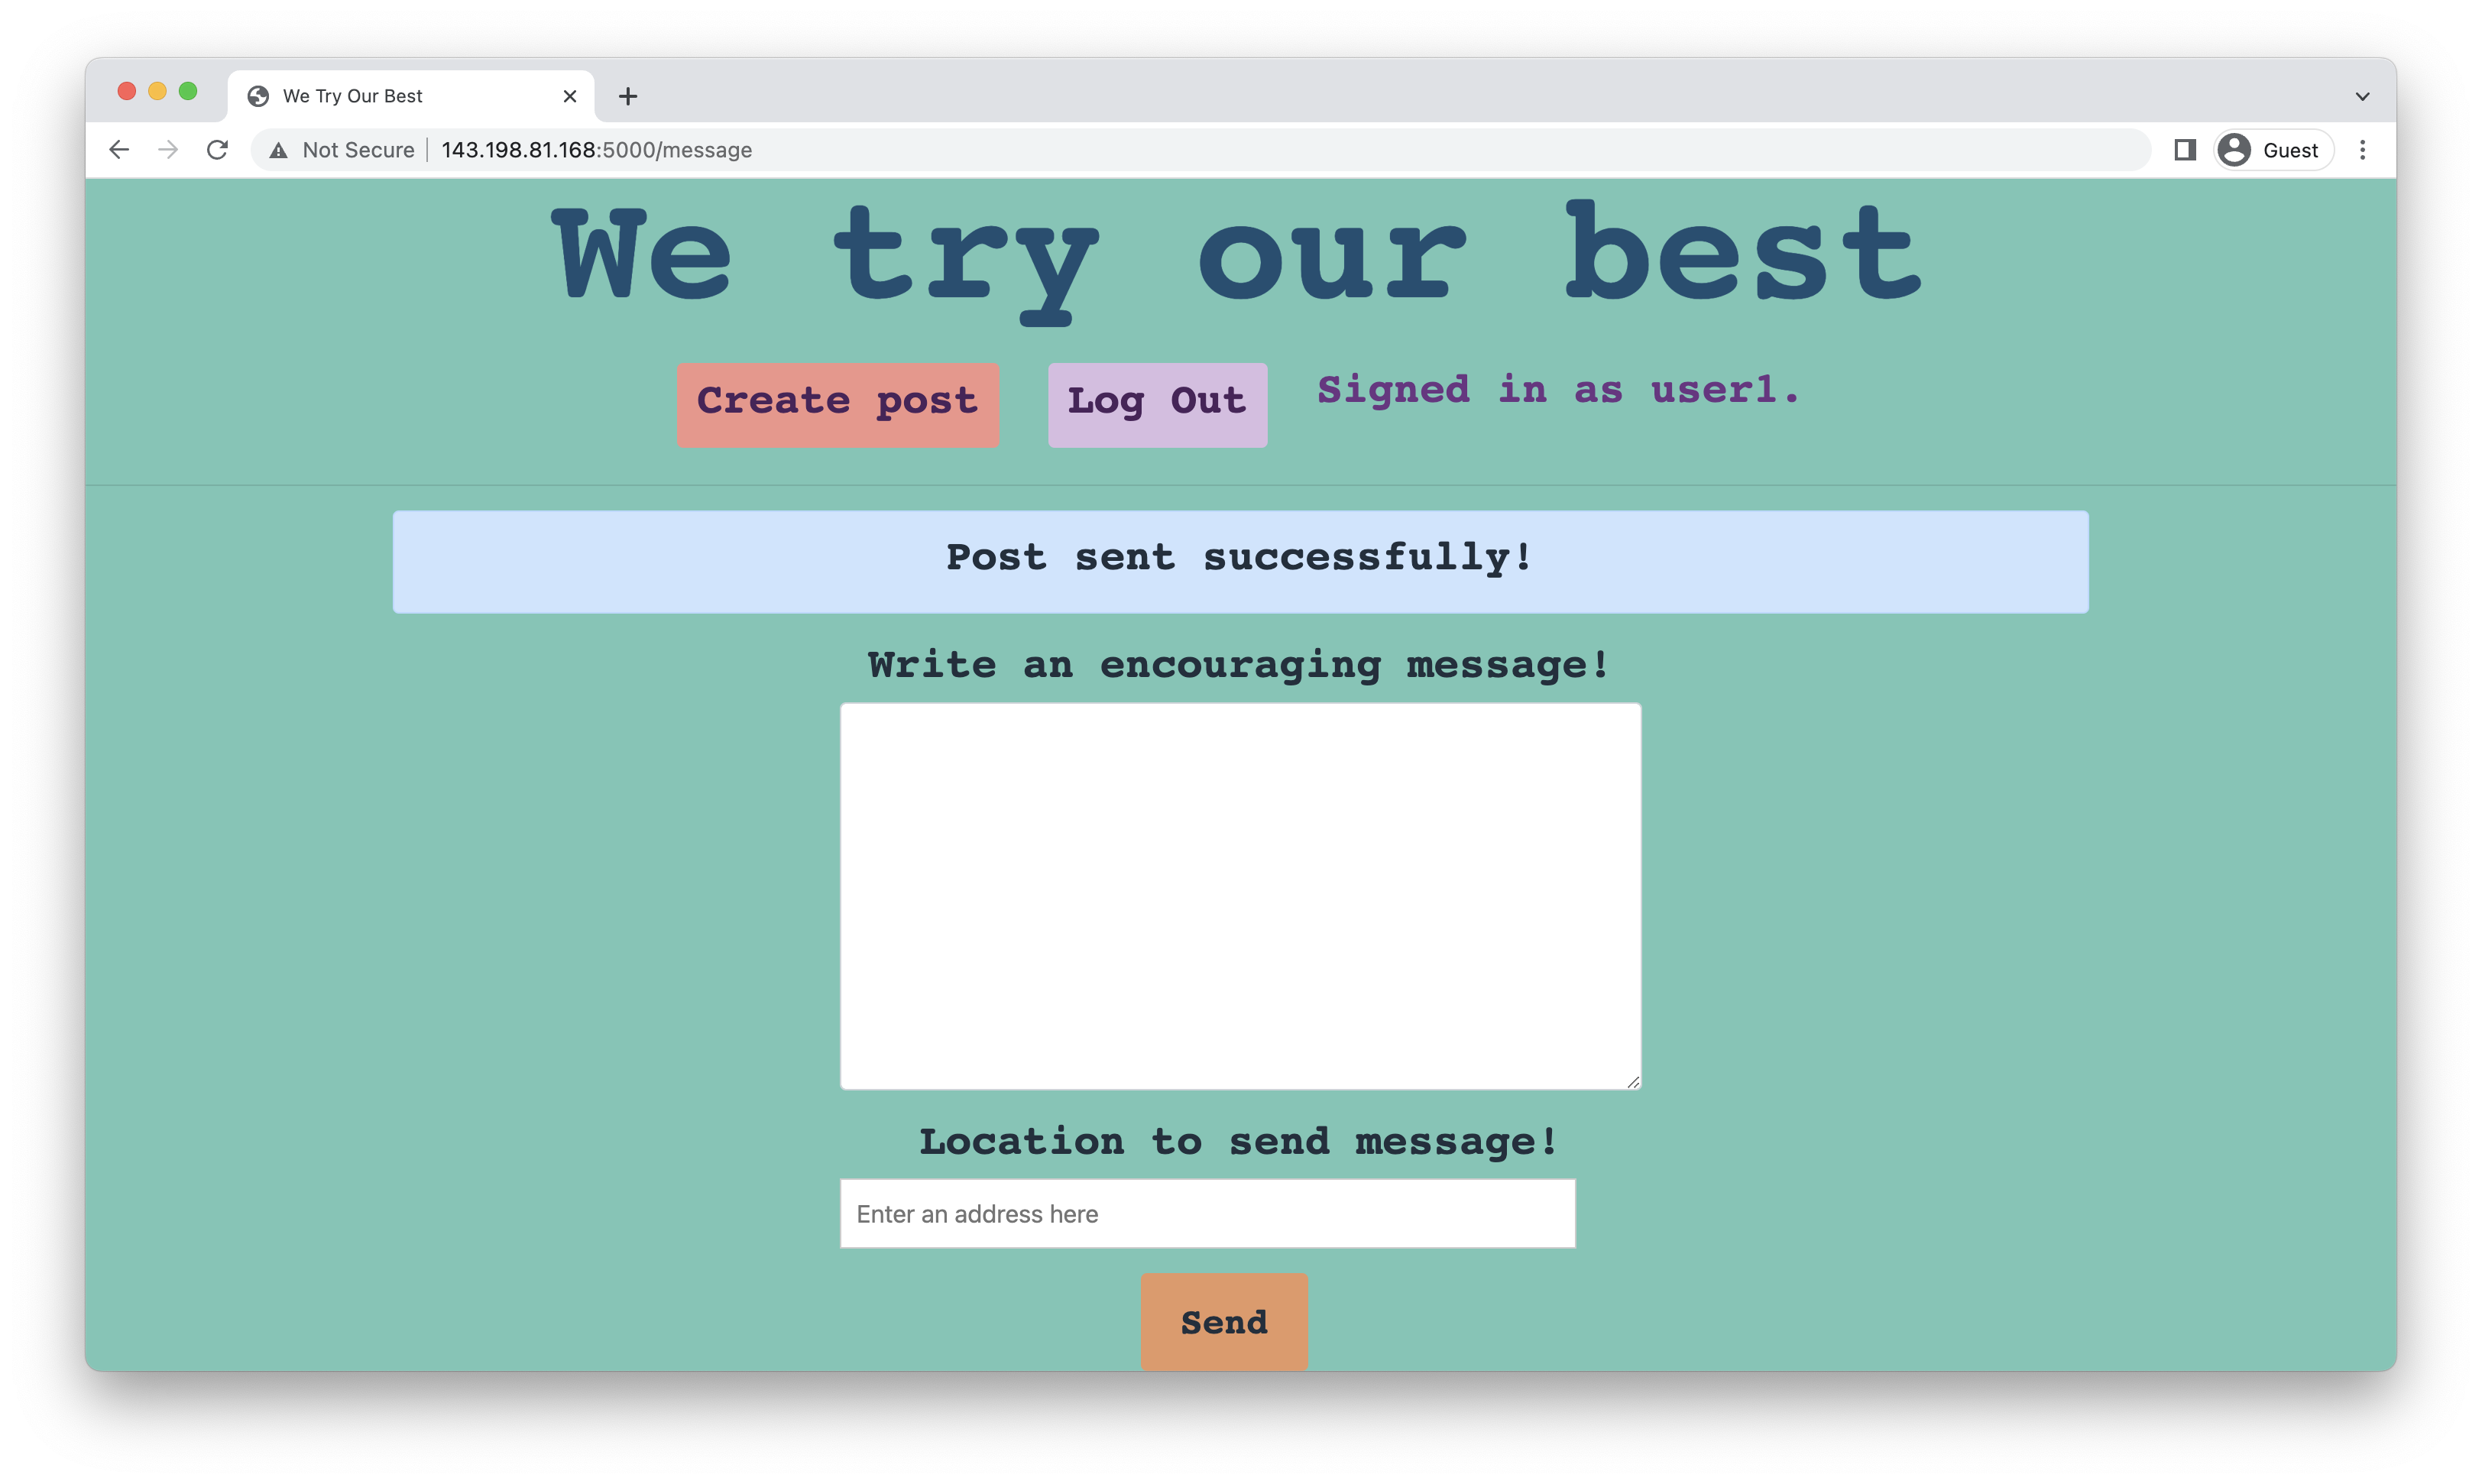 We Try Our Best
Not Secure 143.198.81.168:5000/message
Guest
We try our best
Create post
Log Out
Signed in as user1.
Post sent successfully!
Write an encouraging message!
Location to send message!
Enter an address here
Send